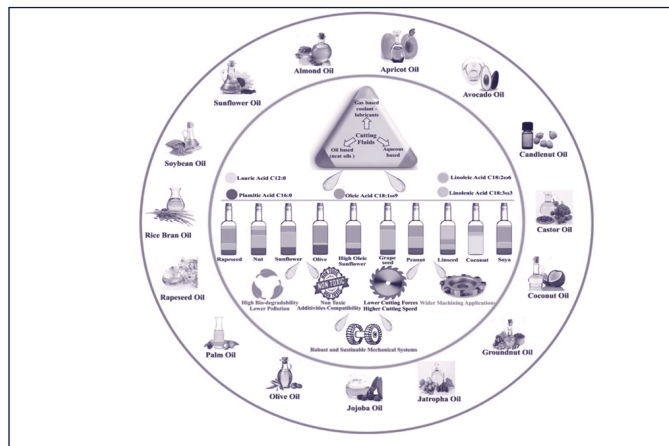 Almond Oil
Apricot Oil
Sunflower Oil
Avocado Oil
Soybean Oil
Candlenut Oil
Rice Bran Oil
Castor Oil
Rapeseed Oil
Coconut Oil
Palm Oil
Groundnut Oil
Olive Oil
Jojoba Oil
Jatropha Oil
Gas based
coolant -
lubricants
Cutting
Fluids
Oil based
(neat oils )
Aqueous
based
Lauric Acid C12:0
Linoleic Acid C18:2ω6
Plamitic Acid C16:0
Oleic Acid C18:1ω9
Linolenic Acid C18:3ω3
Rapeseed
Nut
Sunflower
Olive
High Oleic
Sunflower
Grape
seed
Peanut
Linseed
Coconut
Soya
High Bio-degradability
Lower Pollution
NON TOXIC
Non Toxic
Additivides Compatibility
Lower Cutting Forces
Higher Cutting Speed
Wider Machining Applications
Robust and Sustinable Mechanical Systems